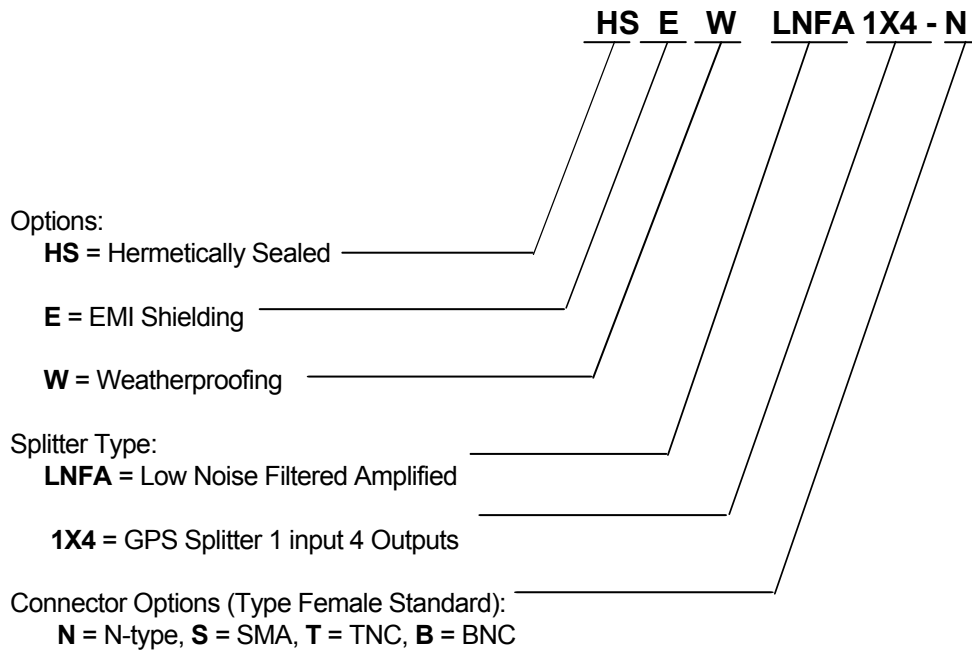 HS E W LNFA 1X4 - N
Options:
HS = Hermetically Sealed
E = EMI Shielding
W = Weatherproofing
Splitter Type:
LNFA = Low Noise Filtered Amplified
1X4 = GPS Splitter 1 input 4 Outputs
Connector Options (Type Female Standard):
N = N-type, S = SMA, T = TNC, B = BNC